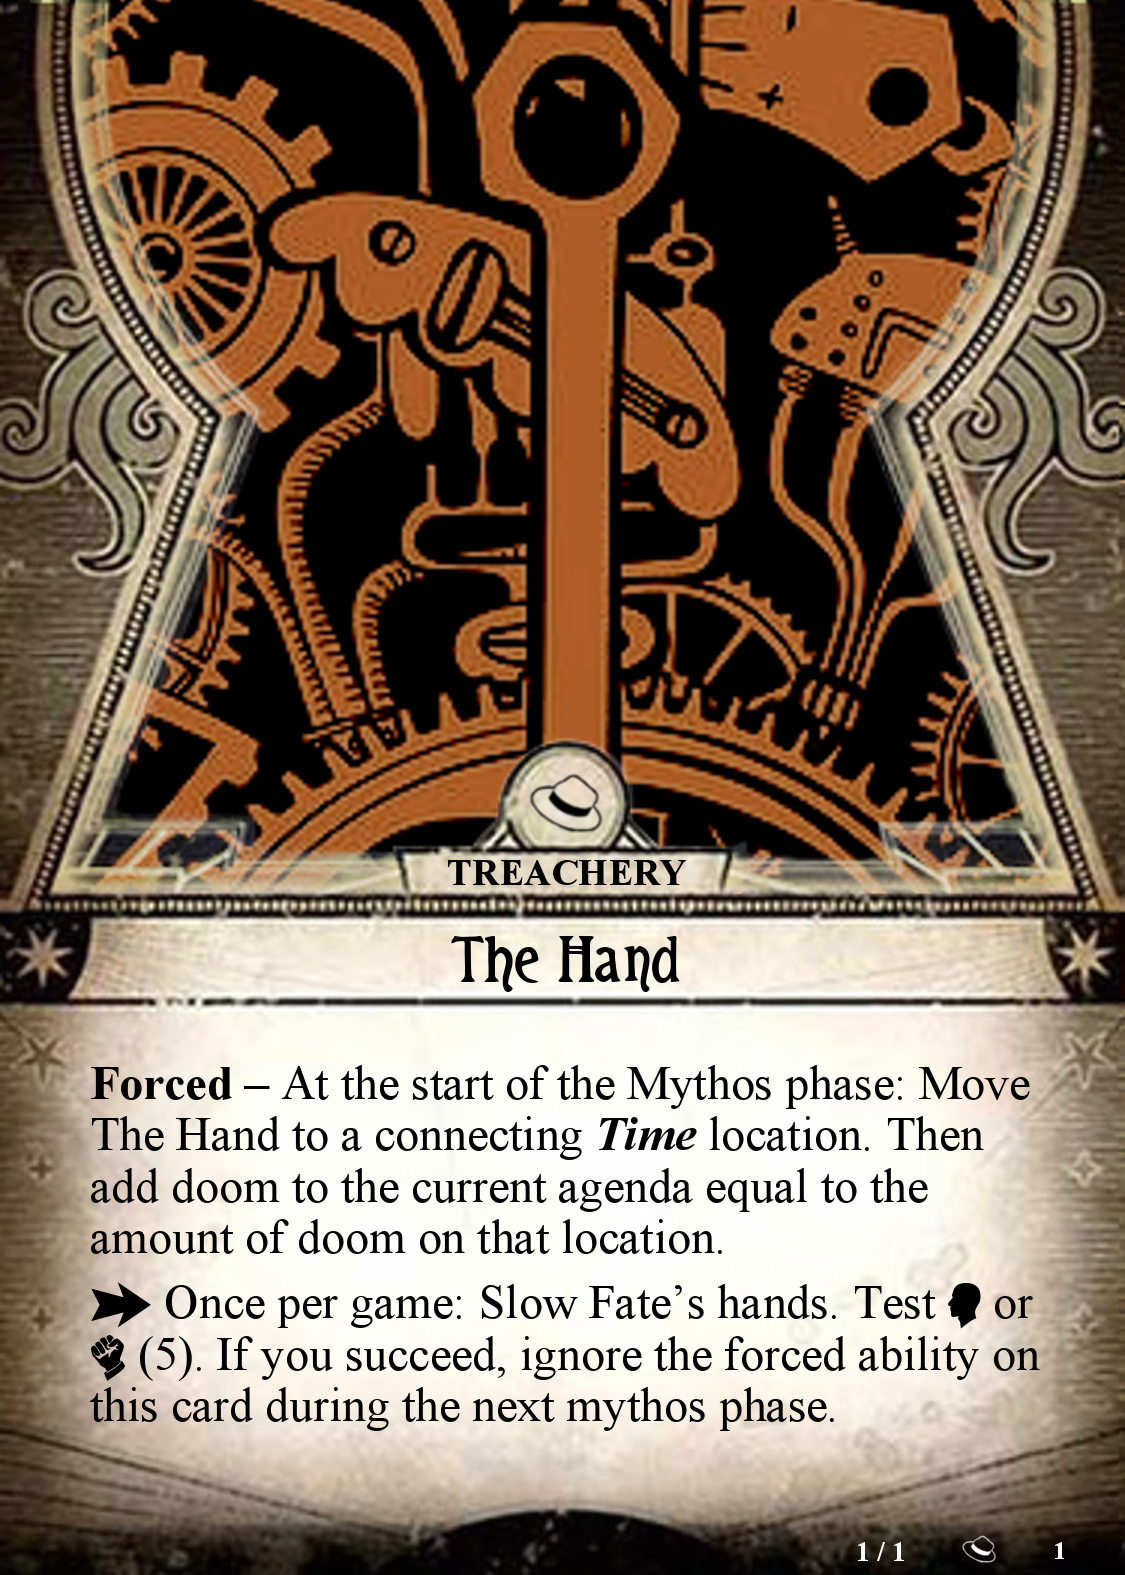 TREACHERY
The Hand
Forced – At the start of the Mythos phase: Move
The Hand to a connecting Time location. Then
add doom to the current agenda equal to the
amount of doom on that location.
Once per game: Slow Fate’s hands. Test or
(5). If you succeed, ignore the forced ability on
this card during the next mythos phase.
1 / 1 1